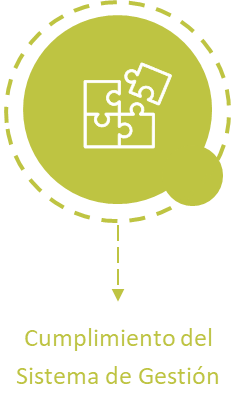 Cumplimiento del
Sistema de Gestión